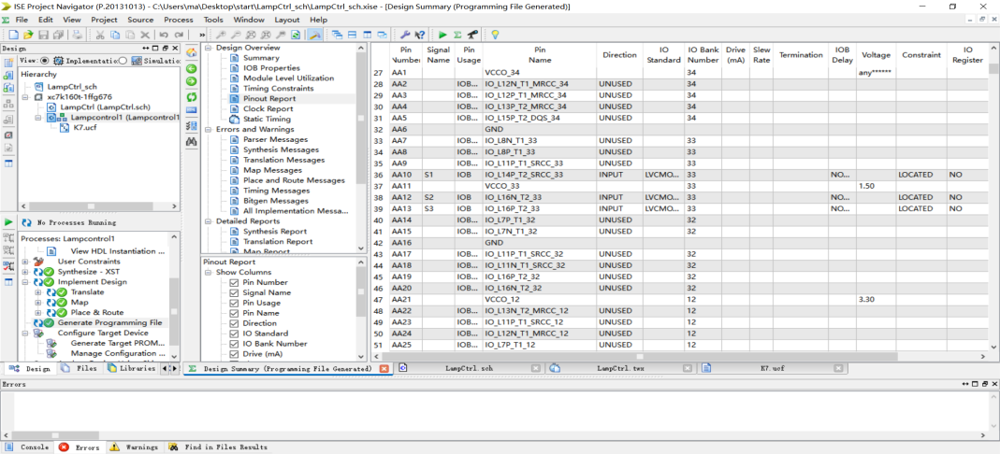 ISE Project Navigator (P.20131013) - C:\Users\ma\Desktop\start\LampCtrl_sch\LampCtrl_sch.xise - [Design Summary (Programming File Generated)]
File Edit View Project Source Process Tools Window Layout Help
Design
View: Implementatio Simulatio
Hierarchy
LampCtrl_sch
xc7k160t-1ffg676
LampCtrl (LampCtrl.sch)
Lampcontrol1 (Lampcontrol1
K7.ucf
No Processes Running
Processes: Lampcontrol1
View HDL Instantiation ...
User Constraints
Synthesize - XST
Implement Design
Translate
Map
Place & Route
Generate Programming File
Configure Target Device
Generate Target PROM...
Manage Configuration ...
Design Files Libraries
Design Overview
Summary
IOB Properties
Module Level Utilization
Timing Constraints
Pinout Report
Clock Report
Static Timing
Errors and Warnings
Parser Messages
Synthesis Messages
Translation Messages
Map Messages
Place and Route Messages
Timing Messages
Bitgen Messages
All Implementation Messa...
Detailed Reports
Synthesis Report
Translation Report
Map Report
Pinout Report
Show Columns
Pin Number
Signal Name
Pin Usage
Pin Name
Direction
IO Standard
IO Bank Number
Drive (mA)
Pin Number Signal Name Pin Usage Pin Name Direction IO Standard IO Bank Number Drive (mA) Slew Rate Termination IOB Delay Voltage Constraint IO Register
27 AA1 VCCO_34 34 any******
28 AA2 IOB... IO_L12N_T1_MRCC_34 UNUSED 34
29 AA3 IOB... IO_L12P_T1_MRCC_34 UNUSED 34
30 AA4 IOB... IO_L13P_T2_MRCC_34 UNUSED 34
31 AA5 IOB... IO_L15P_T2_DQS_34 UNUSED 34
32 AA6 GND
33 AA7 IOB... IO_L8N_T1_33 UNUSED 33
34 AA8 IOB... IO_L8P_T1_33 UNUSED 33
35 AA9 IOB... IO_L11P_T1_SRCC_33 UNUSED 33
36 AA10 S1 IOB IO_L14P_T2_SRCC_33 INPUT LVCMO... 33 NO... LOCATED NO
37 AA11 VCCO_33 33 1.50
38 AA12 S2 IOB IO_L16N_T2_33 INPUT LVCMO... 33 NO... LOCATED NO
39 AA13 S3 IOB IO_L16P_T2_33 INPUT LVCMO... 33 NO... LOCATED NO
40 AA14 IOB... IO_L7P_T1_32 UNUSED 32
41 AA15 IOB... IO_L7N_T1_32 UNUSED 32
42 AA16 GND
43 AA17 IOB... IO_L11P_T1_SRCC_32 UNUSED 32
44 AA18 IOB... IO_L11N_T1_SRCC_32 UNUSED 32
45 AA19 IOB... IO_L16P_T2_32 UNUSED 32
46 AA20 IOB... IO_L16N_T2_32 UNUSED 32
47 AA21 VCCO_12 12 3.30
48 AA22 IOB... IO_L13N_T2_MRCC_12 UNUSED 12
49 AA23 IOB... IO_L11P_T1_SRCC_12 UNUSED 12
50 AA24 IOB... IO_L12N_T1_MRCC_12 UNUSED 12
51 AA25 IOB... IO_L7P_T1_12 UNUSED 12
Design Summary (Programming File Generated) LampCtrl.sch LampCtrl.twx K7.ucf
Errors
Console Errors Warnings Find in Files Results